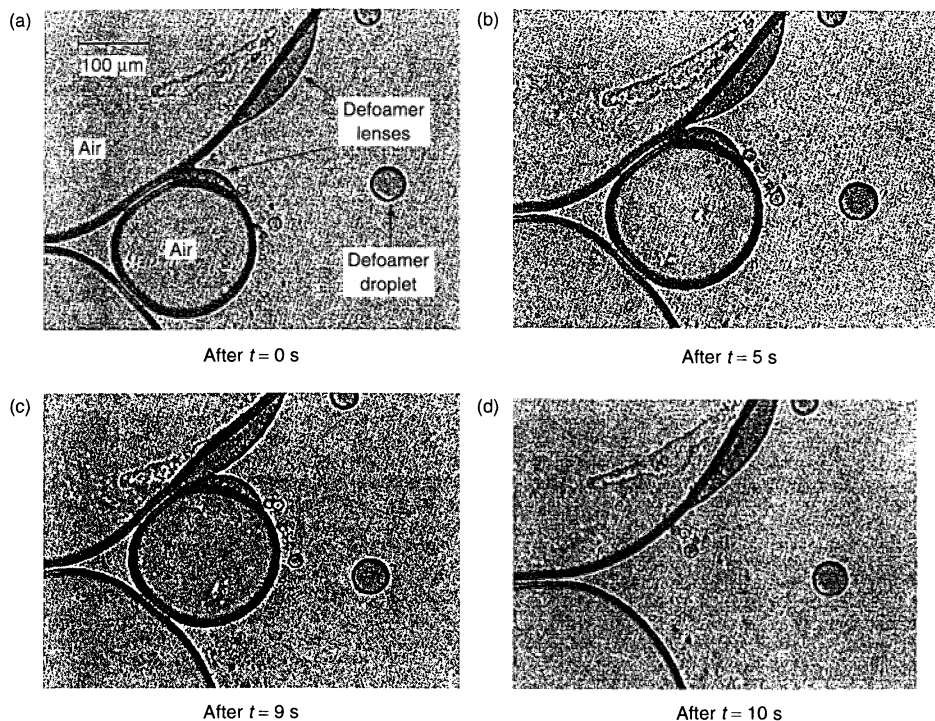 (a)
100 μm
Air
Air
Defoamer
lenses
Defoamer
droplet
After t = 0 s
(b)
After t = 5 s
(c)
After t = 9 s
(d)
After t = 10 s